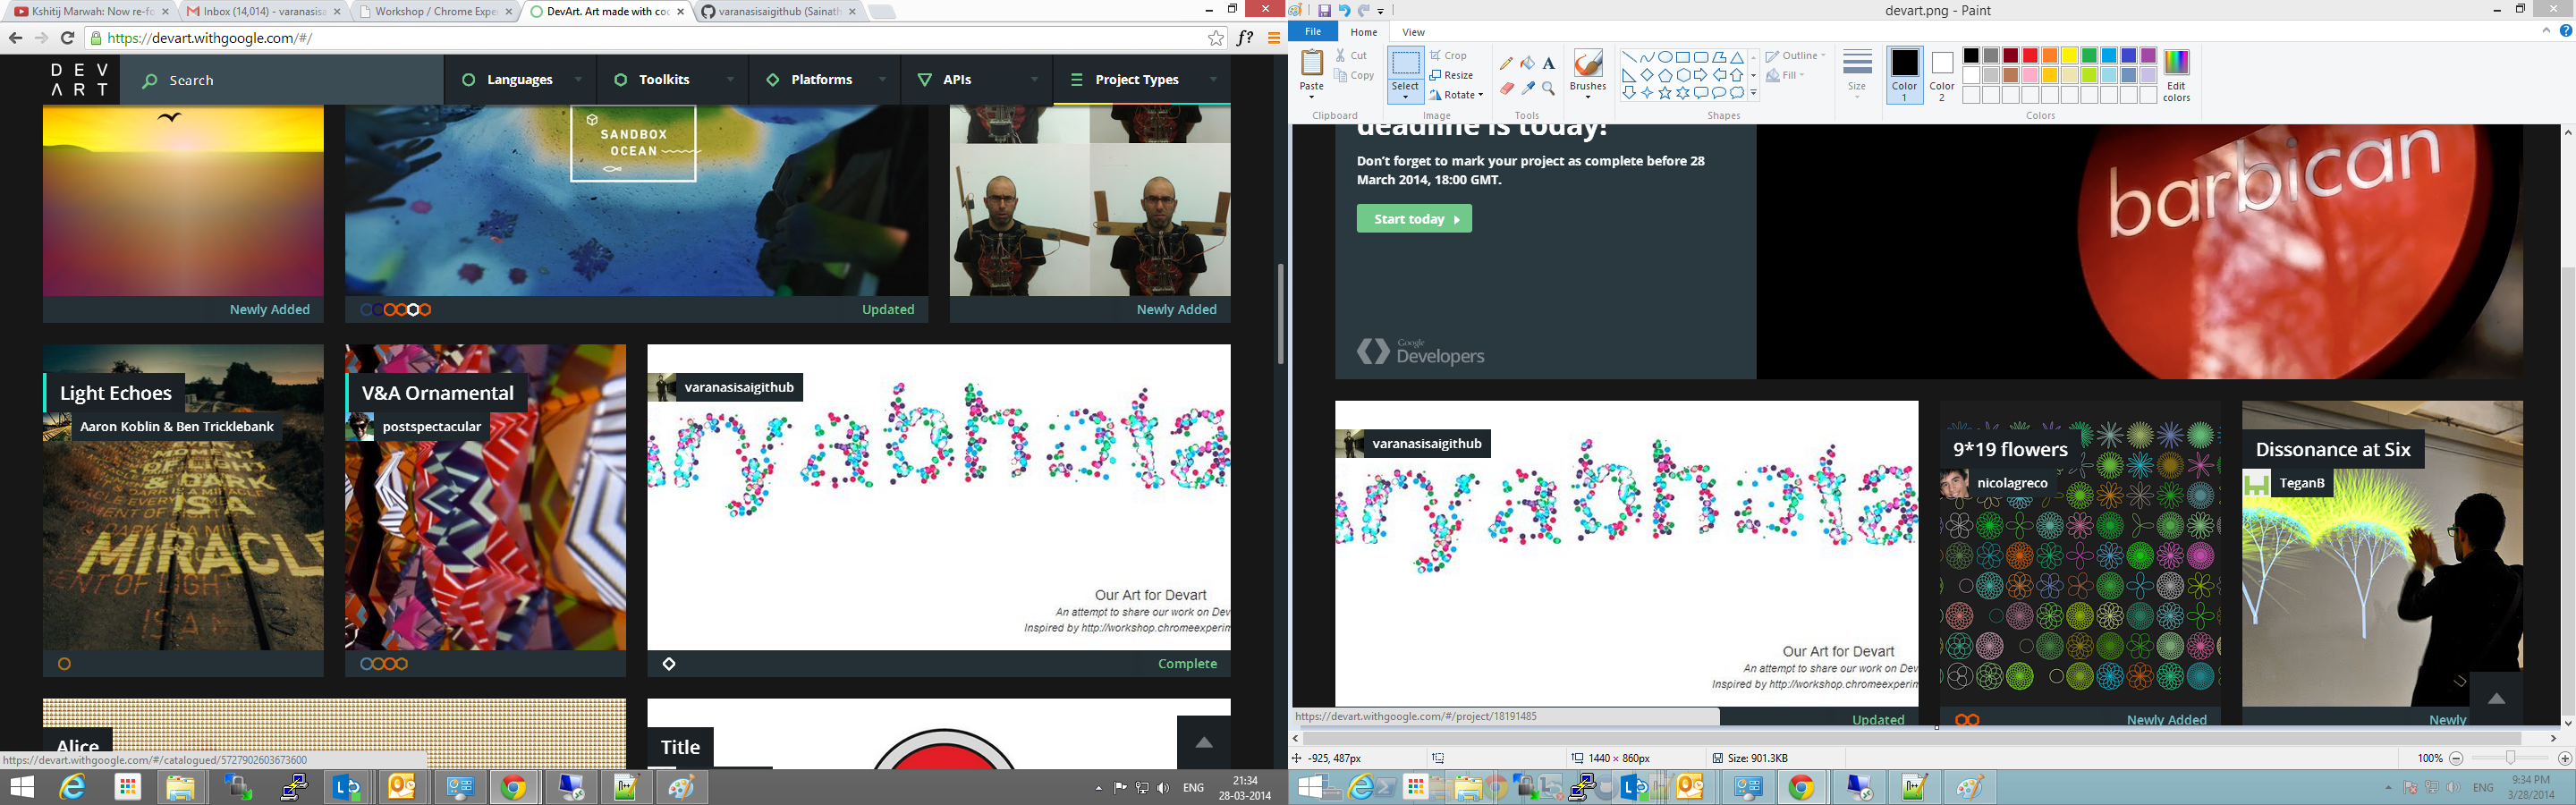 Kshitij Marwah: Now re-fo
Inbox (14,014) - varanasisa
Workshop / Chrome Expe
DevArt. Art made with co
varanasisaigithub (Sainath
https://devart.withgoogle.com/#/
f?
DEV
ART
Search
Languages
Toolkits
Platforms
APIs
Project Types
SANDBOX
OCEAN
Newly Added
Updated
Newly Added
Light Echoes
Aaron Koblin & Ben Tricklebank
MIRACLE
V&A Ornamental
postspectacular
varanasisaigithub
aryabhata
Our Art for Devart
An attempt to share our work on Dev
Inspired by http://workshop.chromeexperim
Complete
Alice
Title
https://devart.withgoogle.com/#/catalogued/5727902603673600
ENG
21:34
28-03-2014
devart.png - Paint
File
Home
View
Paste
Cut
Copy
Clipboard
Select
Crop
Resize
Rotate
Image
Tools
Brushes
Shapes
Outline
Fill
Size
Color
1
Color
2
Edit
colors
Colors
deadline is today!
Don't forget to mark your project as complete before 28
March 2014, 18:00 GMT.
Start today
Google
Developers
barbican
varanasisaigithub
aryabhata
Our Art for Devart
An attempt to share our work on Dev
Inspired by http://workshop.chromeexperim
https://devart.withgoogle.com/#/project/18191485
Updated
9*19 flowers
nicolagreco
Newly Added
Dissonance at Six
TeganB
Newly
-925, 487px
1440 × 860px
Size: 901.3KB
100%
ENG
9:34 PM
3/28/2014